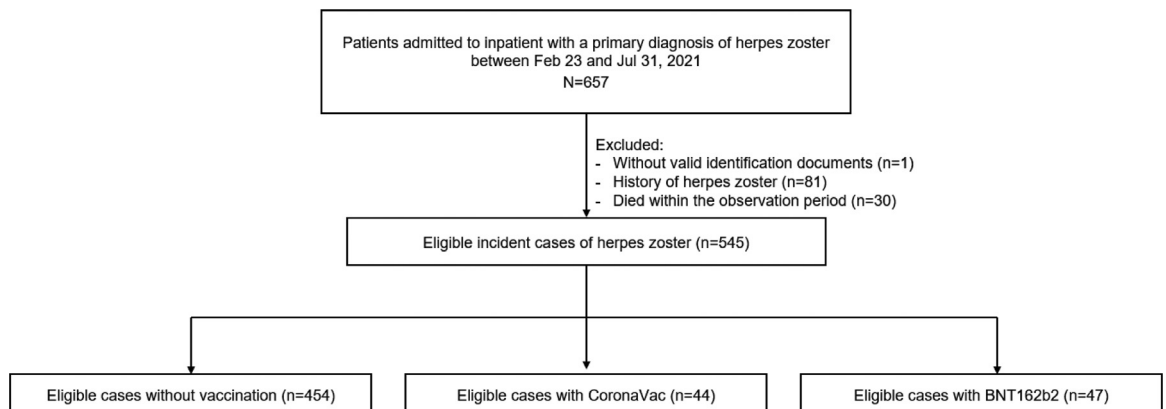 Patients admitted to inpatient with a primary diagnosis of herpes zoster
between Feb 23 and Jul 31, 2021
N=657
Excluded:
- Without valid identification documents (n=1)
- History of herpes zoster (n=81)
- Died within the observation period (n=30)
Eligible incident cases of herpes zoster (n=545)
Eligible cases without vaccination (n=454)
Eligible cases with CoronaVac (n=44)
Eligible cases with BNT162b2 (n=47)